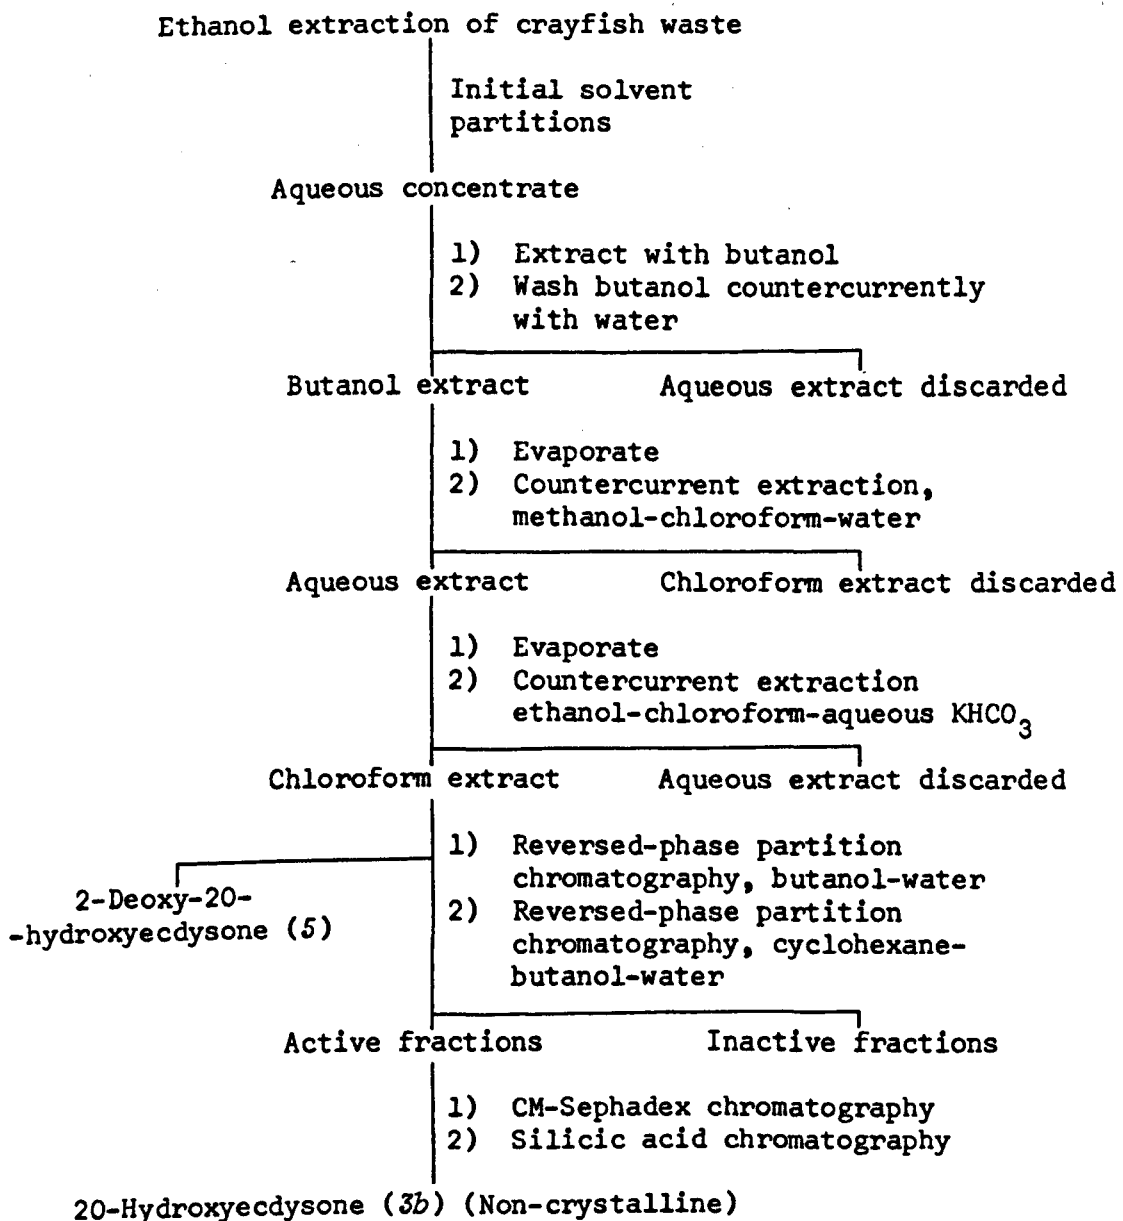 Ethanol extraction of crayfish waste
Initial solvent
partitions
Aqueous concentrate
1) Extract with butanol
2) Wash butanol countercurrently
with water
Butanol extract
Aqueous extract discarded
1) Evaporate
2) Countercurrent extraction,
methanol-chloroform-water
Aqueous extract
Chloroform extract discarded
1) Evaporate
2) Countercurrent extraction
ethanol-chloroform-aqueous KHCO₃
Chloroform extract
Aqueous extract discarded
2-Deoxy-20-
-hydroxyecdysone (5)
1) Reversed-phase partition
chromatography, butanol-water
2) Reversed-phase partition
chromatography, cyclohexane-
butanol-water
Active fractions
Inactive fractions
1) CM-Sephadex chromatography
2) Silicic acid chromatography
20-Hydroxyecdysone (3b) (Non-crystalline)